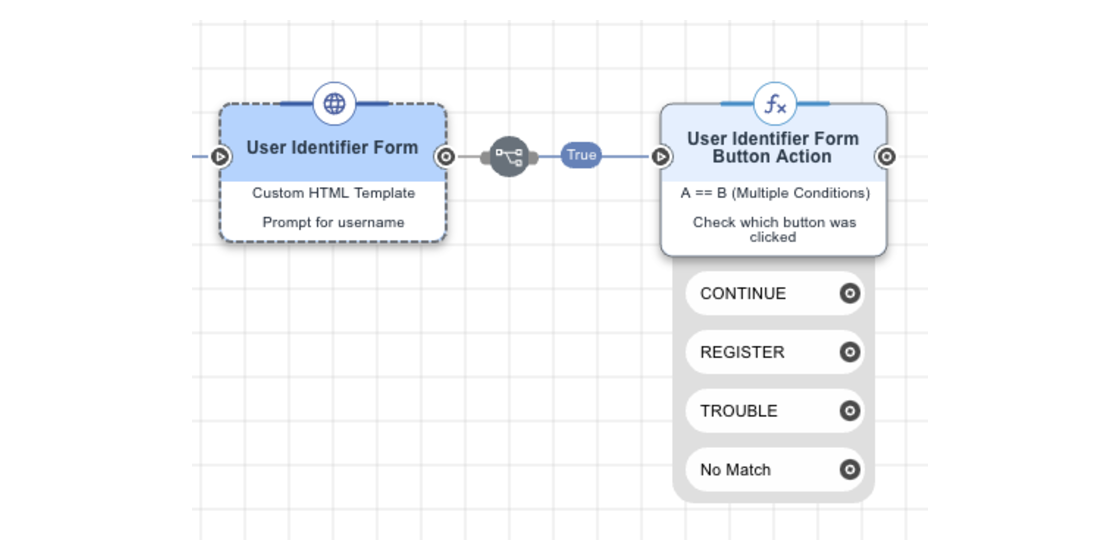 User Identifier Form
Custom HTML Template
Prompt for username
True
fx
User Identifier Form
Button Action
A == B (Multiple Conditions)
Check which button was
clicked
CONTINUE
REGISTER
TROUBLE
No Match